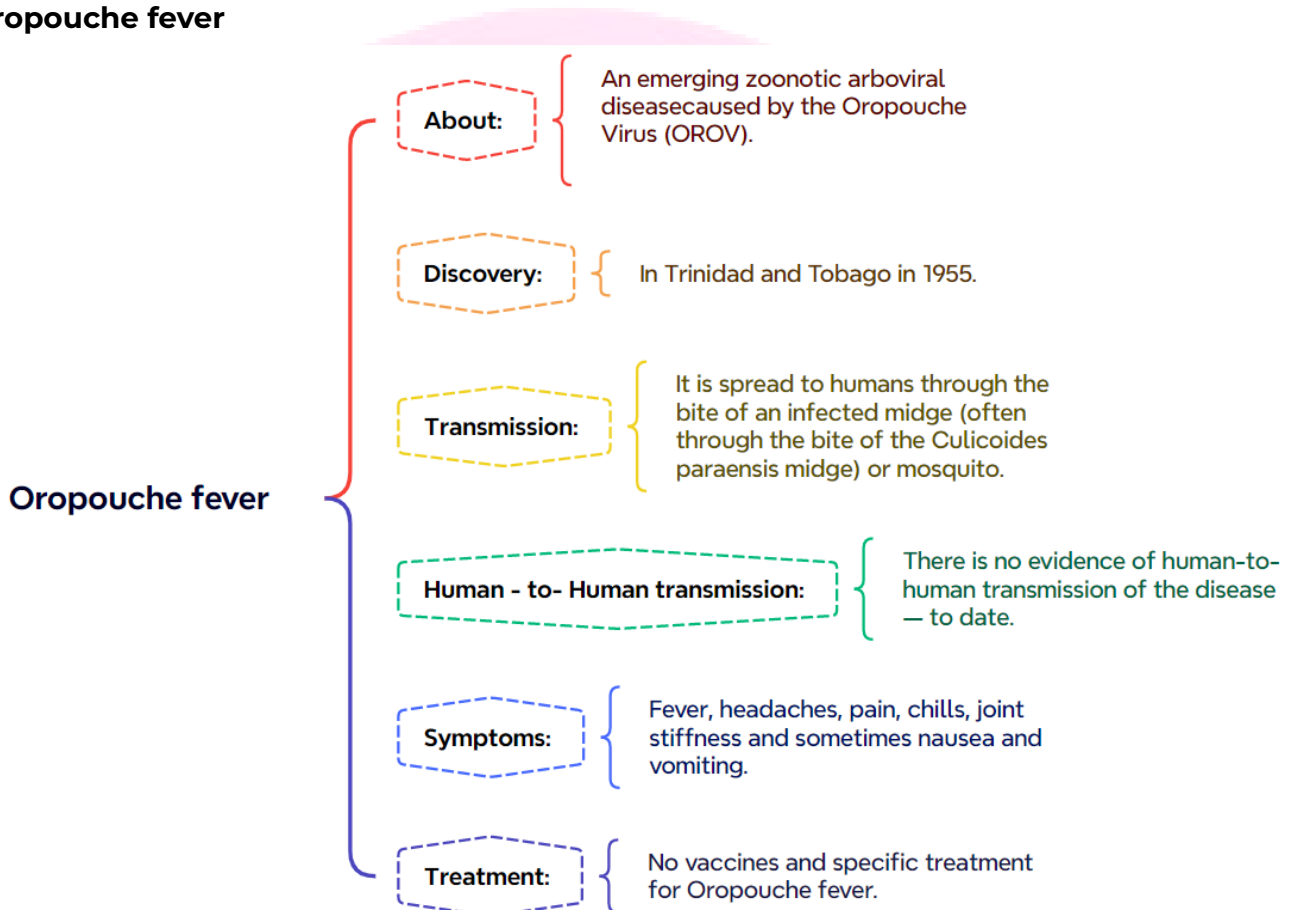 ropouche fever
About:
An emerging zoonotic arboviral
diseasecaused by the Oropouche
Virus (OROV).
Discovery:
In Trinidad and Tobago in 1955.
Transmission:
It is spread to humans through the
bite of an infected midge (often
through the bite of the Culicoides
paraensis midge) or mosquito.
Oropouche fever
Human - to- Human transmission:
There is no evidence of human-to-
human transmission of the disease
— to date.
Symptoms:
Fever, headaches, pain, chills, joint
stiffness and sometimes nausea and
vomiting.
Treatment:
No vaccines and specific treatment
for Oropouche fever.